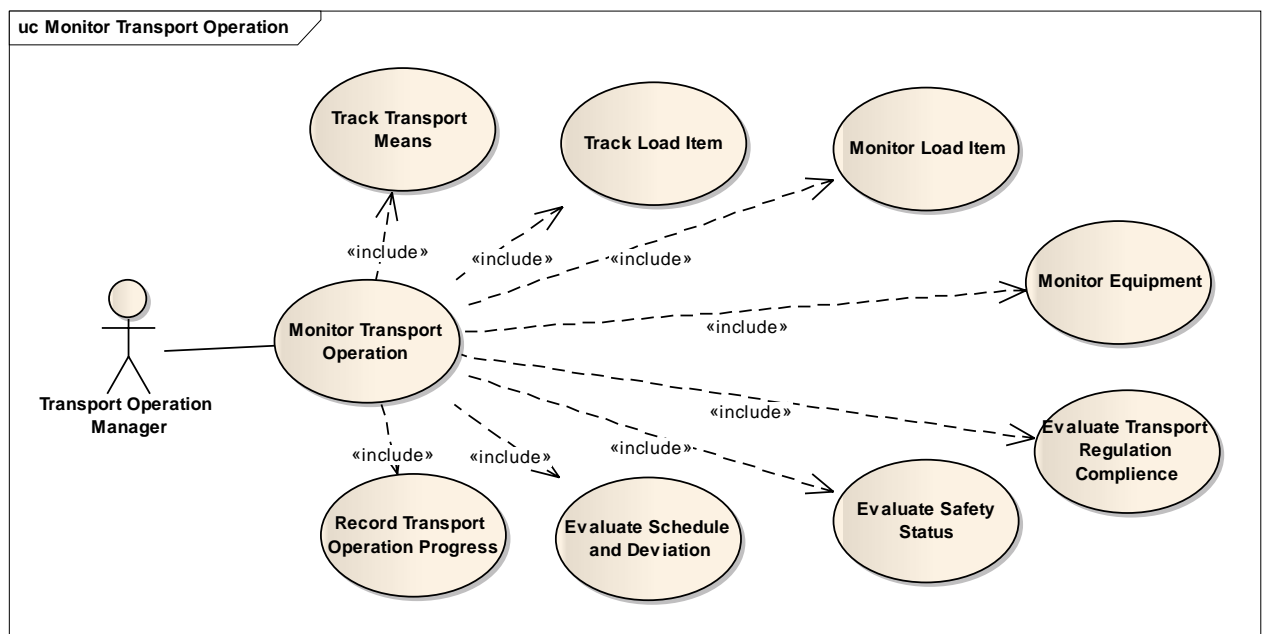 uc Monitor Transport Operation
Track Transport
Means
Track Load Item
Monitor Load Item
«include»
«include»
«include»
Monitor Equipment
Monitor Transport
Operation
«include»
Transport Operation
Manager
«include»
Evaluate Transport
Regulation
Complience
«include»
«include»
«include»
Record Transport
Operation Progress
Evaluate Schedule
and Deviation
Evaluate Safety
Status